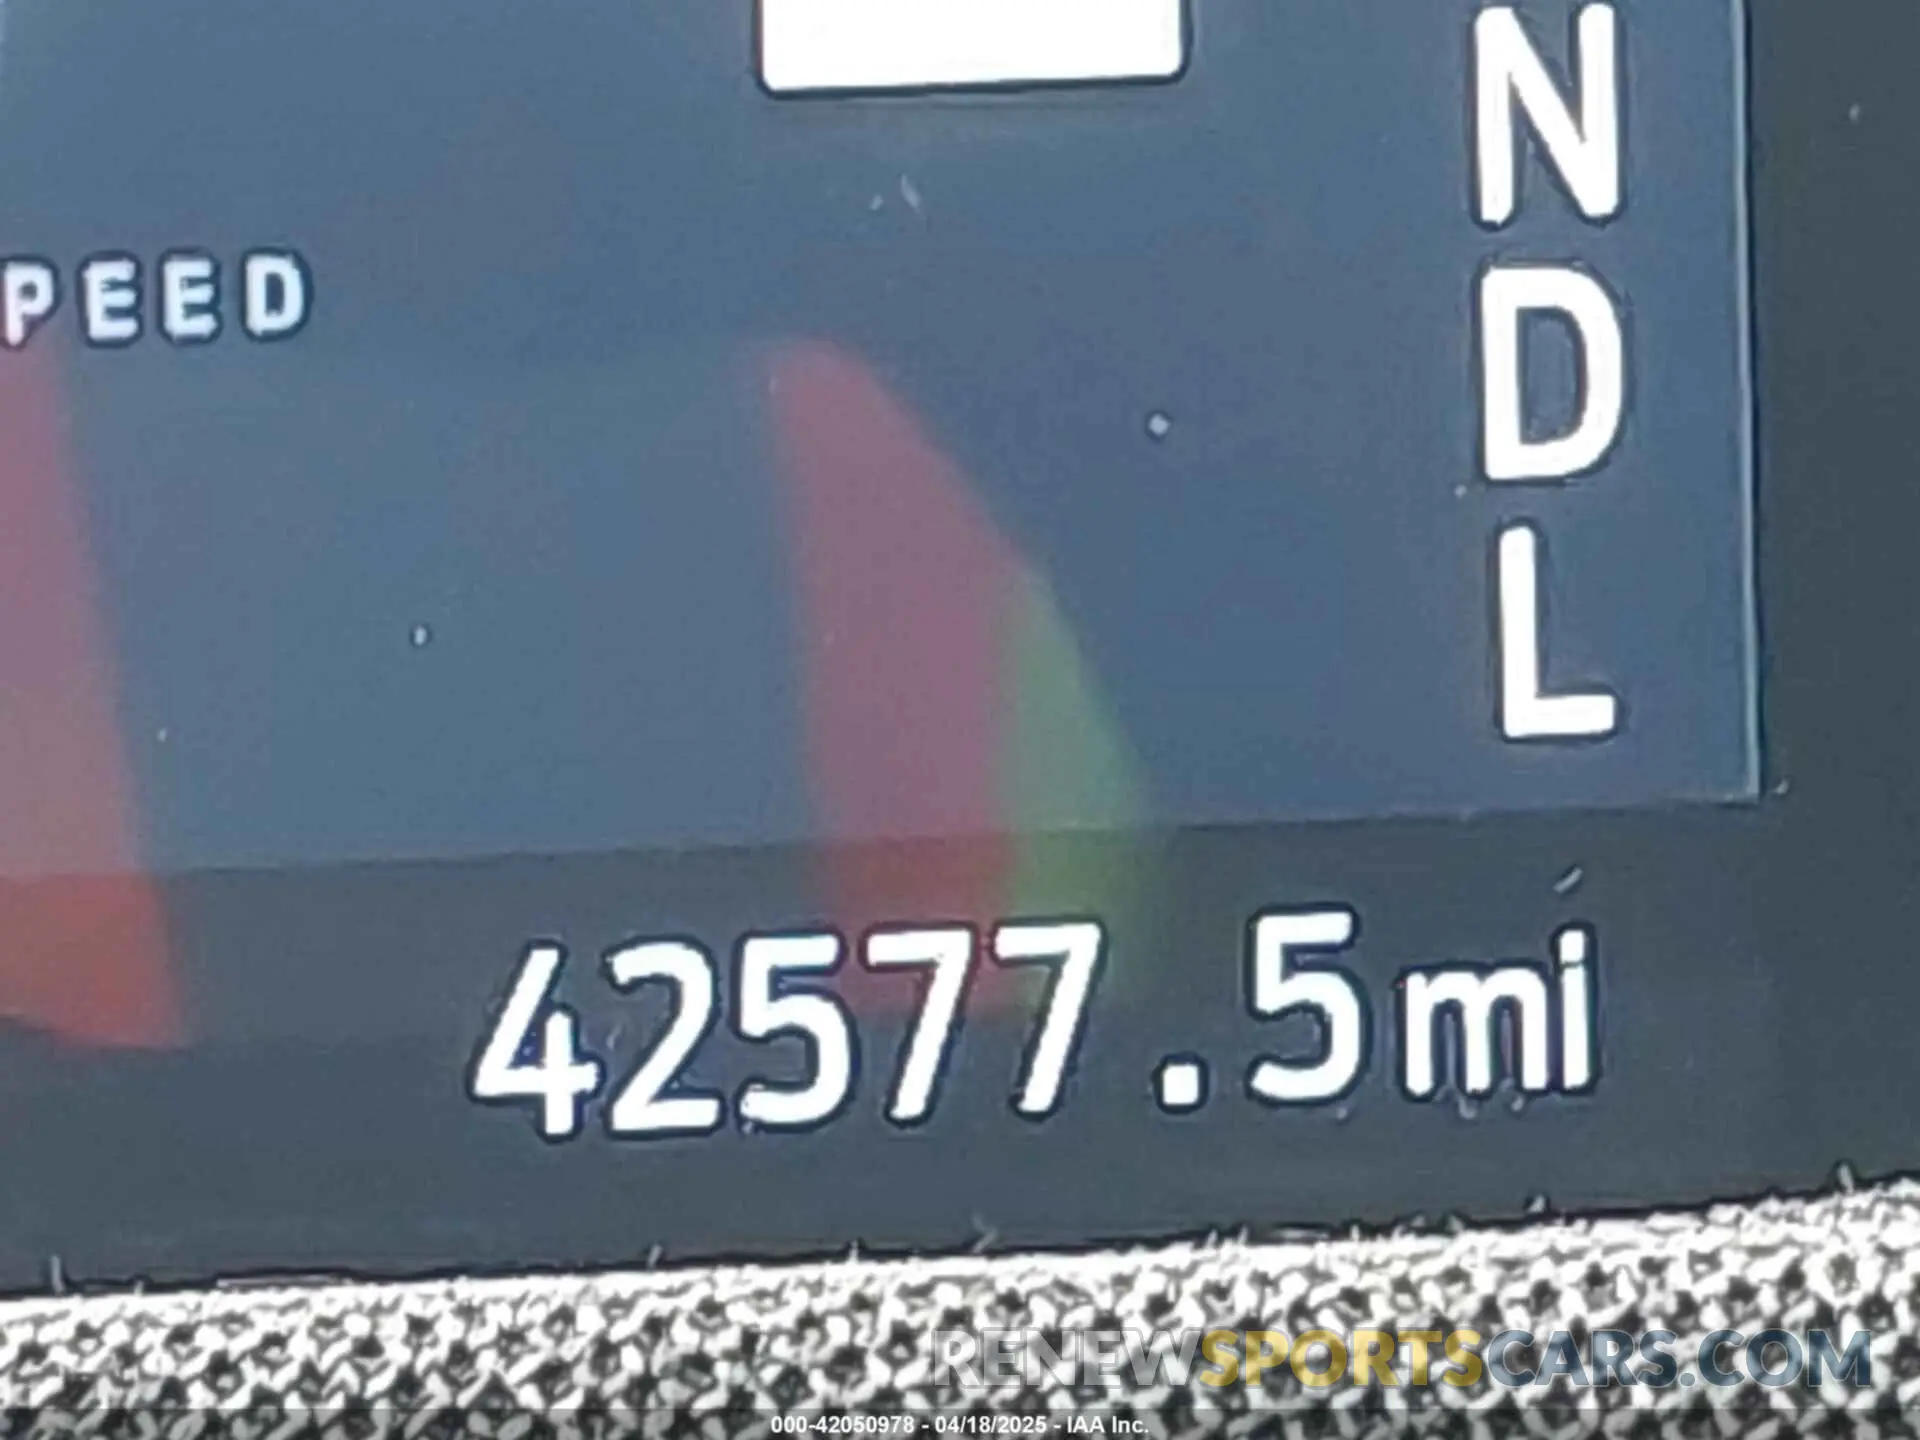 N
PEED
D
L
42577.5mi
RENEWSPORTSCARS.COM
000-42050978 - 04/18/2025 - IAA Inc.